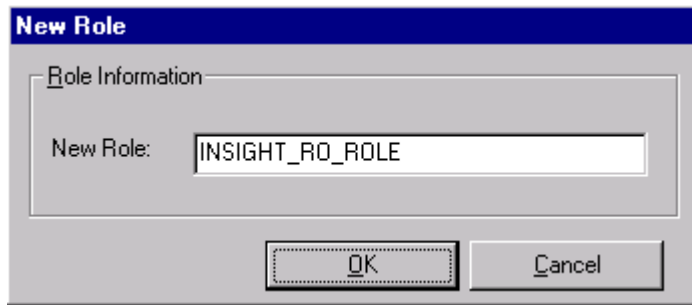 New Role
Role Information
New Role: INSIGHT_RO_ROLE
OK Cancel